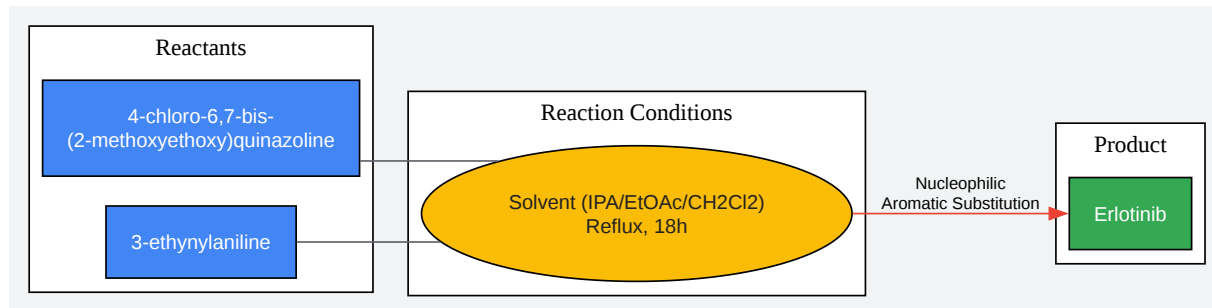 Reactants
4-chloro-6,7-bis-
(2-methoxyethoxy)quinazoline
3-ethynylaniline
Reaction Conditions
Solvent (IPA/EtOAc/CH2Cl2)
Reflux, 18h
Nucleophilic
Aromatic Substitution
Product
Erlotinib